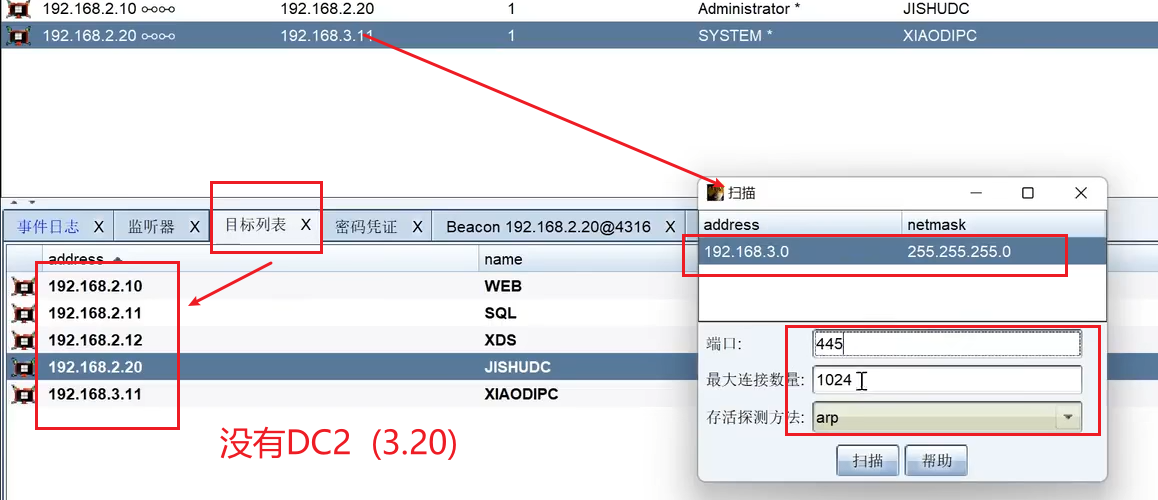 192.168.2.10 192.168.2.20 1 Administrator * JISHUDC
192.168.2.20 192.168.3.11 1 SYSTEM * XIAODIPC
事件日志 X 监听器 X 目标列表 X 密码凭证 X Beacon 192.168.2.20@4316 X
address name
192.168.2.10 WEB
192.168.2.11 SQL
192.168.2.12 XDS
192.168.2.20 JISHUDC
192.168.3.11 XIAODIPC
没有DC2 (3.20)
扫描
address netmask
192.168.3.0 255.255.255.0
端口: 445
最大连接数量: 1024
存活探测方法: arp
扫描 帮助